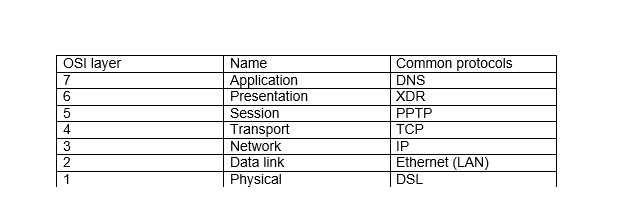 OSI layer Name Common protocols
7 Application DNS
6 Presentation XDR
5 Session PPTP
4 Transport TCP
3 Network IP
2 Data link Ethernet (LAN)
1 Physical DSL